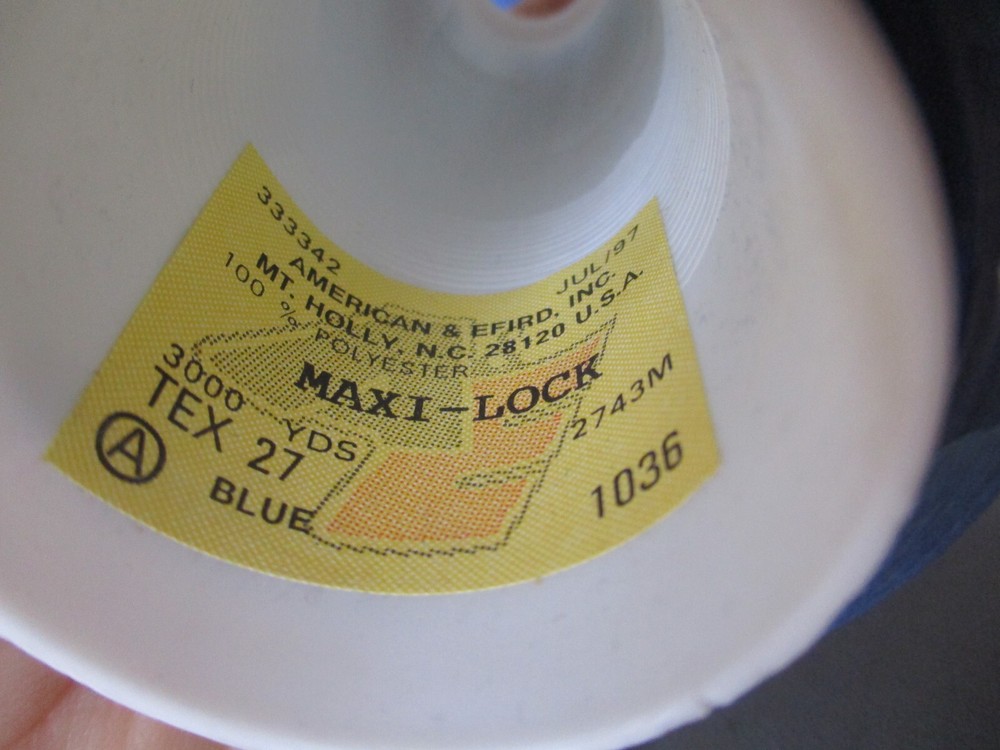 333342 JUL/97
AMERICAN & EFIRD, INC.
MT. HOLLY, N.C. 28120 U.S.A.
100 % POLYESTER
MAXI-LOCK
3000 YDS 2743M
TEX 27
A BLUE 1036